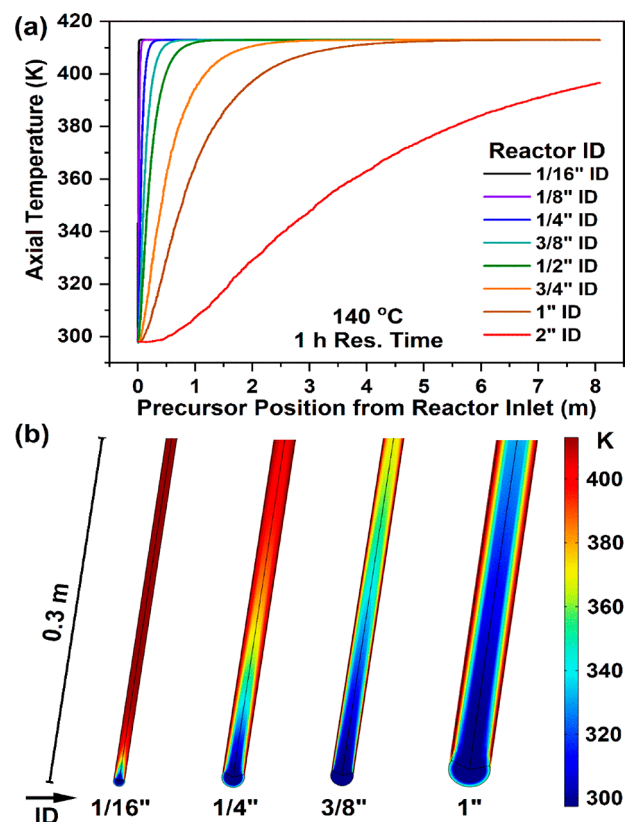 (a)
420
400
380
360
340
320
300
Axial Temperature (K)
Reactor ID
1/16" ID
1/8" ID
1/4" ID
3/8" ID
1/2" ID
3/4" ID
1" ID
2" ID
140 °C
1 h Res. Time
0 1 2 3 4 5 6 7 8
Precursor Position from Reactor Inlet (m)
(b)
K
400
380
360
340
320
300
0.3 m
ID 1/16" 1/4" 3/8" 1"